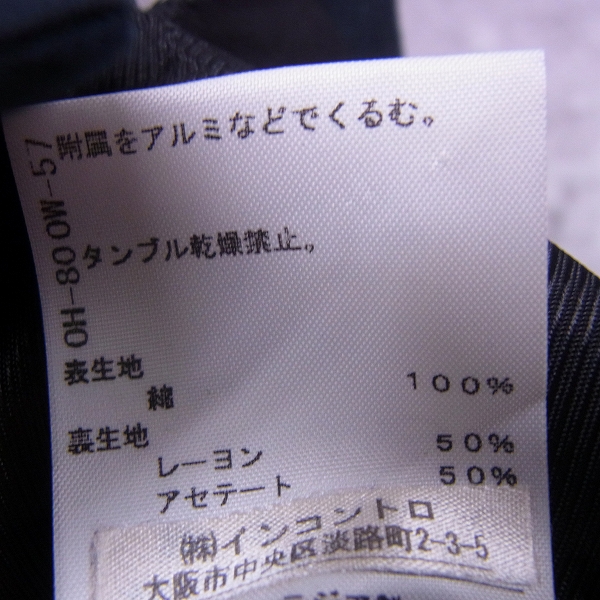 附属をアルミなどでくるむ。
OH-800W-57
タンブル乾燥禁止。
表生地
綿 100%
裏生地
レーヨン 50%
アセテート 50%
(株)インコントロ
大阪市中央区淡路町2-3-5